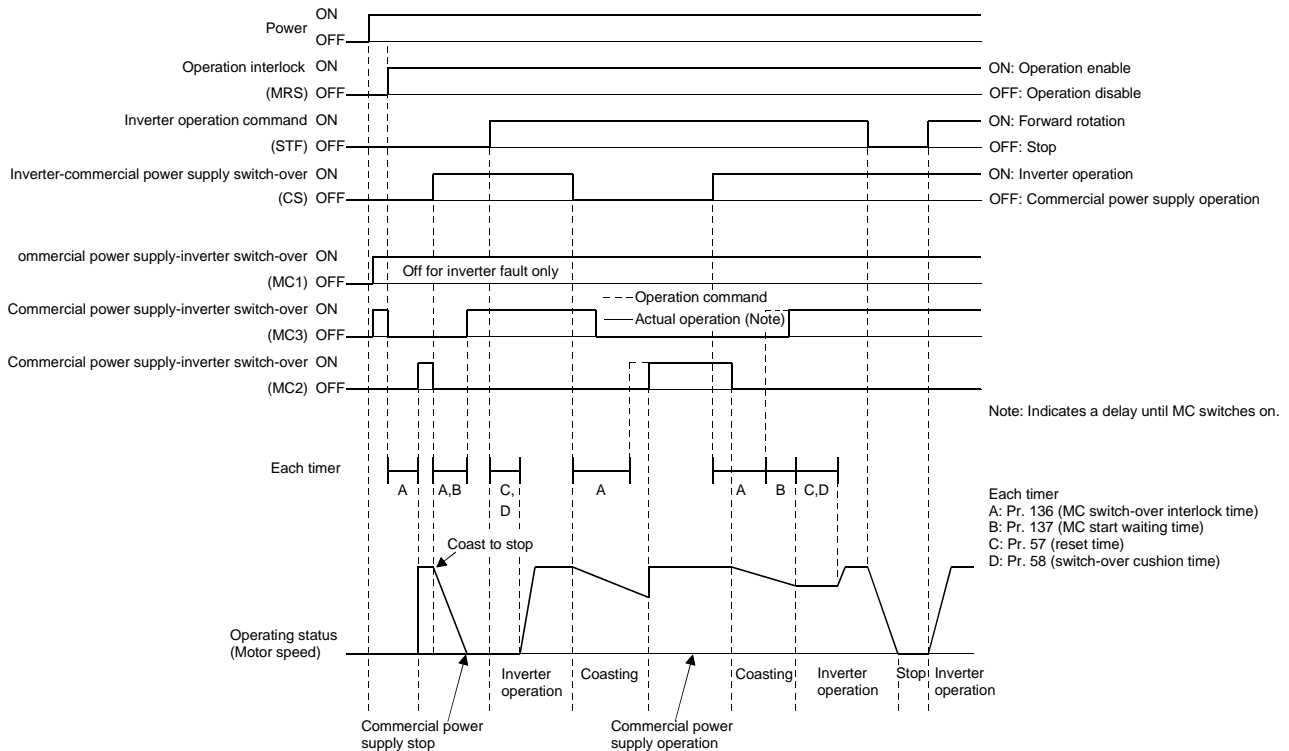 Power ON
OFF
Operation interlock ON
(MRS) OFF
ON: Operation enable
OFF: Operation disable
Inverter operation command ON
(STF) OFF
ON: Forward rotation
OFF: Stop
Inverter-commercial power supply switch-over ON
(CS) OFF
ON: Inverter operation
OFF: Commercial power supply operation
ommercial power supply-inverter switch-over ON
(MC1) OFF
Off for inverter fault only
Commercial power supply-inverter switch-over ON
(MC3) OFF
Operation command
Actual operation (Note)
Commercial power supply-inverter switch-over ON
(MC2) OFF
Note: Indicates a delay until MC switches on.
Each timer
A
A,B
C,
D
A
A
B
C,D
Each timer
A: Pr. 136 (MC switch-over interlock time)
B: Pr. 137 (MC start waiting time)
C: Pr. 57 (reset time)
D: Pr. 58 (switch-over cushion time)
Coast to stop
Operating status
(Motor speed)
Inverter
operation
Coasting
Coasting
Inverter
operation
Stop
Inverter
operation
Commercial power
supply stop
Commercial power
supply operation